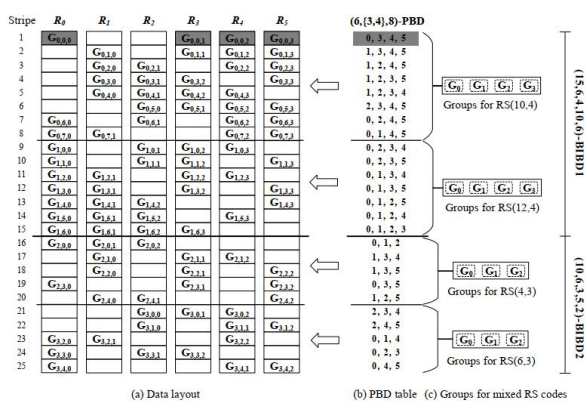 Stripe R0 R1 R2 R3 R4 R5 (6,{3,4},8)-PBD
1 G0,0,0 G0,0,1 G0,0,2 G0,0,3 0, 3, 4, 5
2 G0,1,0 G0,1,1 G0,1,2 G0,1,3 1, 3, 4, 5
3 G0,2,0 G0,2,1 G0,2,2 G0,2,3 1, 2, 4, 5
4 G0,3,0 G0,3,1 G0,3,2 G0,3,3 1, 2, 3, 5
G0 G1 G2 G3
5 G0,4,0 G0,4,1 G0,4,2 G0,4,3 1, 2, 3, 4
Groups for RS(10,4)
6 G0,5,0 G0,5,1 G0,5,2 G0,5,3 2, 3, 4, 5
7 G0,6,0 G0,6,1 G0,6,2 G0,6,3 0, 2, 4, 5
8 G0,7,0 G0,7,1 G0,7,2 G0,7,3 0, 1, 4, 5
(15,6,4,10,6)-BIBD1
9 G1,0,0 G1,0,1 G1,0,2 G1,0,3 0, 2, 3, 4
10 G1,1,0 G1,1,1 G1,1,2 G1,1,3 0, 2, 3, 5
11 G1,2,0 G1,2,1 G1,2,2 G1,2,3 0, 1, 3, 4
12 G1,3,0 G1,3,1 G1,3,2 G1,3,3 0, 1, 3, 5
G0 G1 G2 G3
13 G1,4,0 G1,4,1 G1,4,2 G1,4,3 0, 1, 2, 5
Groups for RS(12,4)
14 G1,5,0 G1,5,1 G1,5,2 G1,5,3 0, 1, 2, 4
15 G1,6,0 G1,6,1 G1,6,2 G1,6,3 0, 1, 2, 3
16 G2,0,0 G2,0,1 G2,0,2 0, 1, 2
17 G2,1,0 G2,1,1 G2,1,2 1, 3, 4
18 G2,2,0 G2,2,1 G2,2,2 1, 3, 5
G0 G1 G2
19 G2,3,0 G2,3,1 G2,3,2 0, 3, 5
Groups for RS(4,3)
20 G2,4,0 G2,4,1 G2,4,2 1, 2, 5
(10,6,3,5,2)-BIBD2
21 G3,0,0 G3,0,1 G3,0,2 2, 3, 4
22 G3,1,0 G3,1,1 G3,1,2 2, 4, 5
23 G3,2,0 G3,2,1 G3,2,2 0, 1, 4
G0 G1 G2
24 G3,3,0 G3,3,1 G3,3,2 0, 2, 3
Groups for RS(6,3)
25 G3,4,0 G3,4,1 G3,4,2 0, 4, 5
(a) Data layout (b) PBD table (c) Groups for mixed RS codes